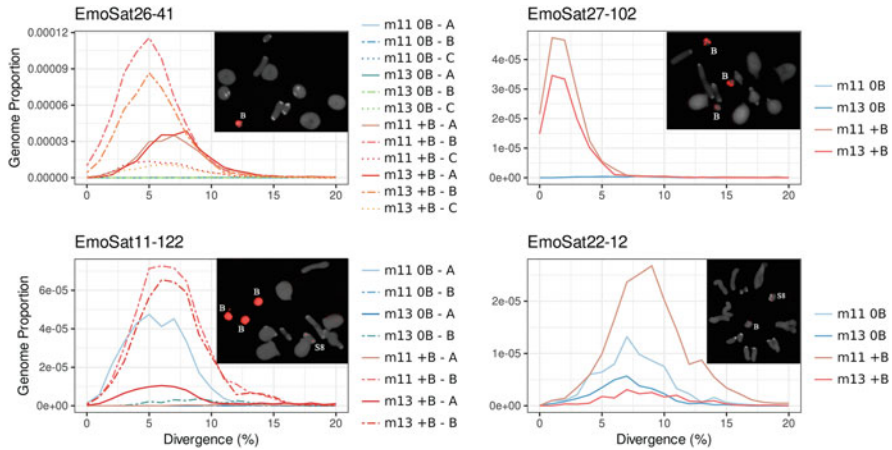 EmoSat26-41
Genome Proportion
0.00012
0.00009
0.00006
0.00003
0.00000
0
5
10
15
20
B
m11 0B - A
m11 0B - B
m11 0B - C
m13 0B - A
m13 0B - B
m13 0B - C
m11 +B - A
m11 +B - B
m11 +B - C
m13 +B - A
m13 +B - B
m13 +B - C
EmoSat27-102
4e-05
3e-05
2e-05
1e-05
0e+00
0
5
10
15
20
B
B
B
m11 0B
m13 0B
m11 +B
m13 +B
EmoSat11-122
Genome Proportion
6e-05
4e-05
2e-05
0e+00
0
5
10
15
20
Divergence (%)
B
B
B
S8
m11 0B - A
m11 0B - B
m13 0B - A
m13 0B - B
m11 +B - A
m11 +B - B
m13 +B - A
m13 +B - B
EmoSat22-12
2e-05
1e-05
0e+00
0
5
10
15
20
Divergence (%)
S8
B
m11 0B
m13 0B
m11 +B
m13 +B